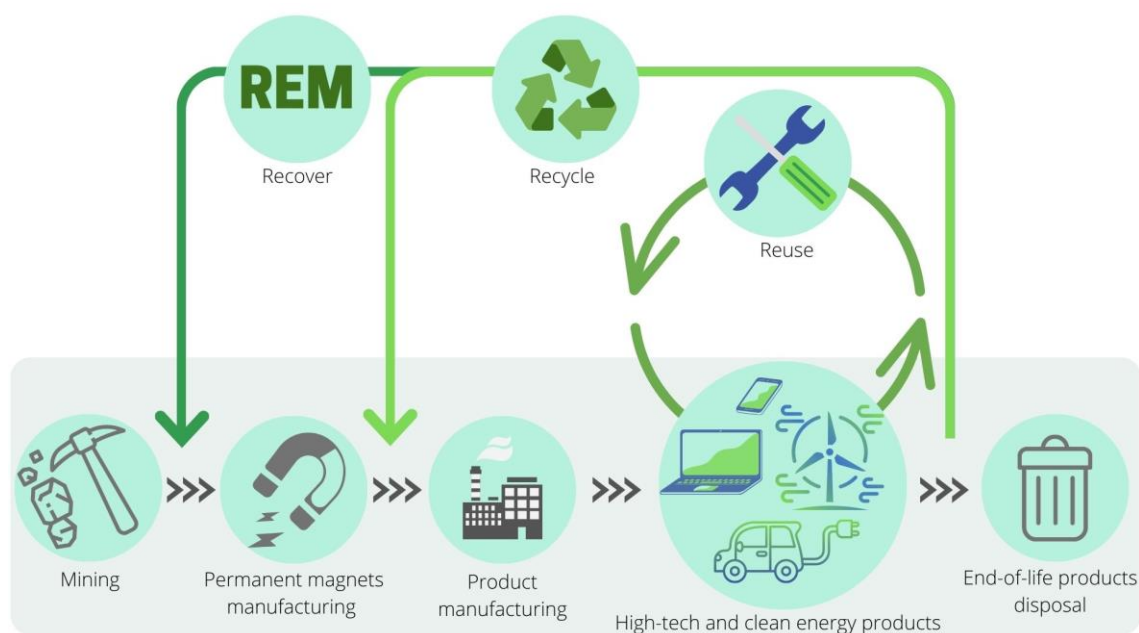 REM
Recover
Recycle
Reuse
Mining
Permanent magnets
manufacturing
Product
manufacturing
High-tech and clean energy products
End-of-life products
disposal